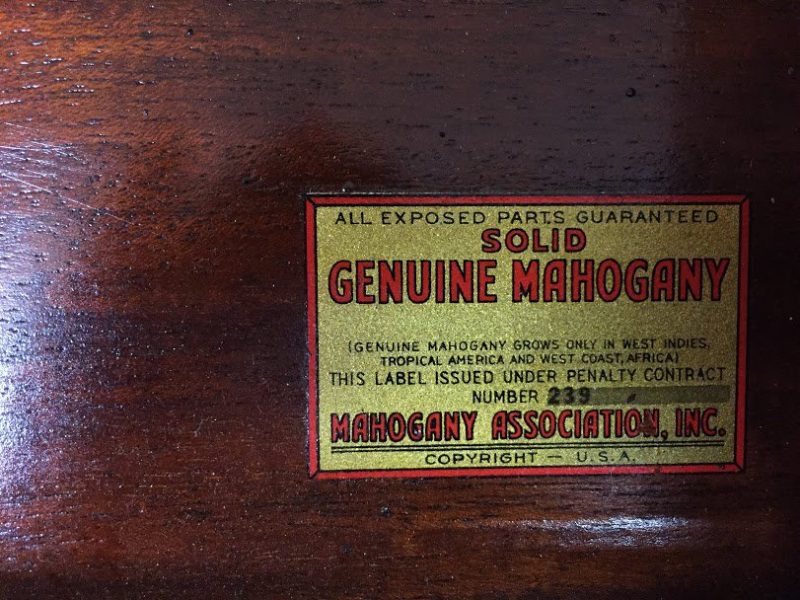 ALL EXPOSED PARTS GUARANTEED
SOLID
GENUINE MAHOGANY
(GENUINE MAHOGANY GROWS ONLY IN WEST INDIES,
TROPICAL AMERICA AND WEST COAST, AFRICA)
THIS LABEL ISSUED UNDER PENALTY CONTRACT
NUMBER 239
MAHOGANY ASSOCIATION, INC.
COPYRIGHT — U.S.A.